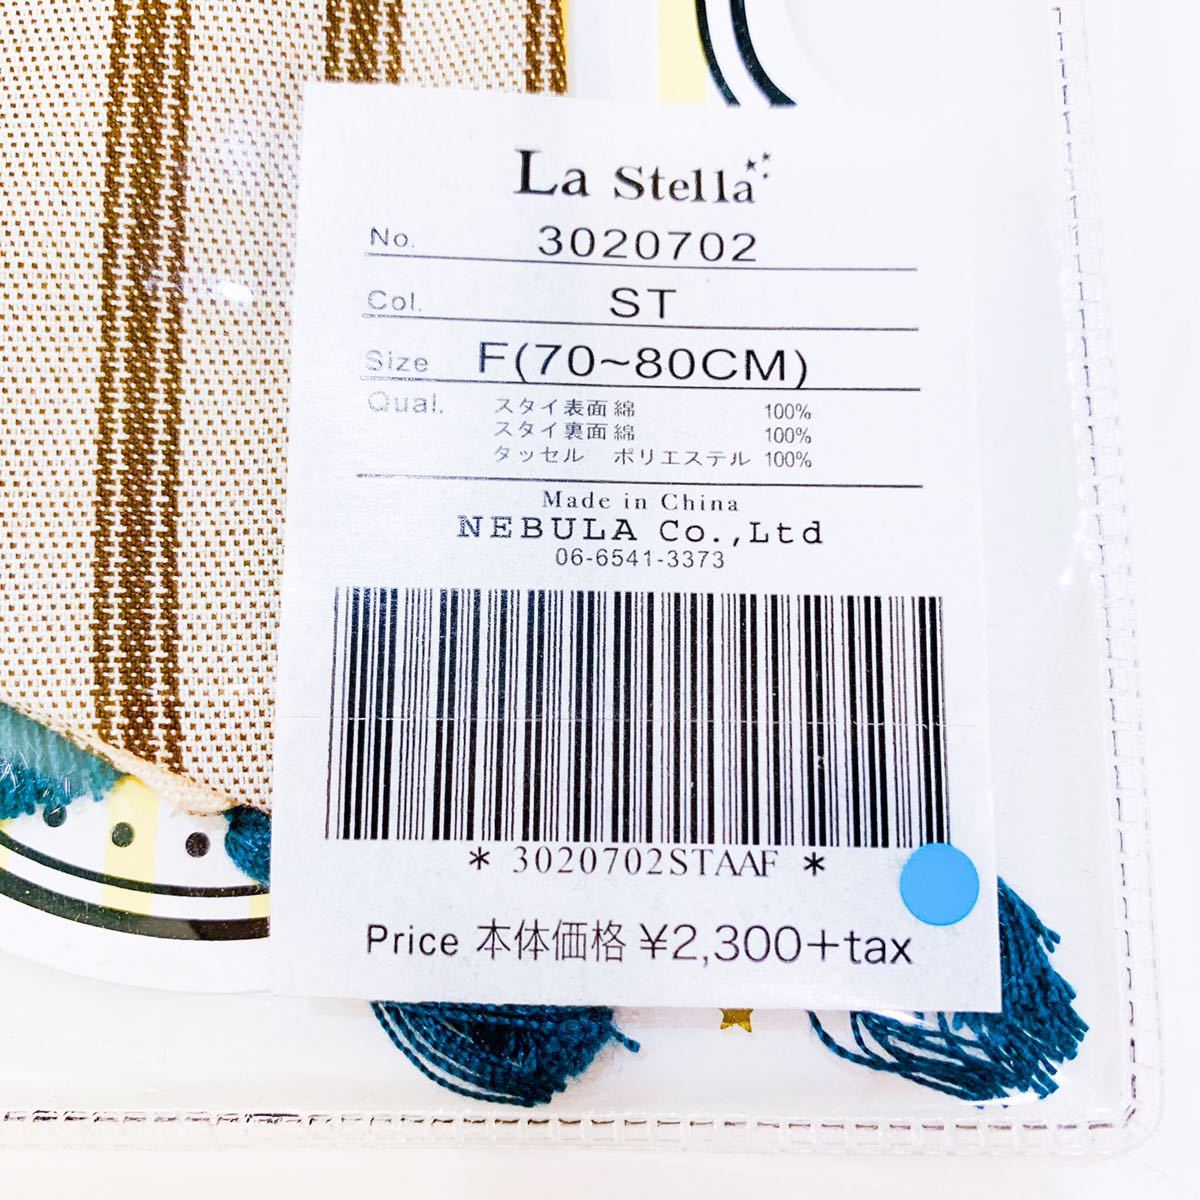 La Stella
No. 3020702
Col. ST
Size F(70~80CM)
Qual. スタイ表面 綿 100%
スタイ裏面 綿 100%
タッセル ポリエステル 100%
Made in China
NEBULA Co.,Ltd
06-6541-3373
* 3020702STAAF *
Price 本体価格 ¥2,300+tax